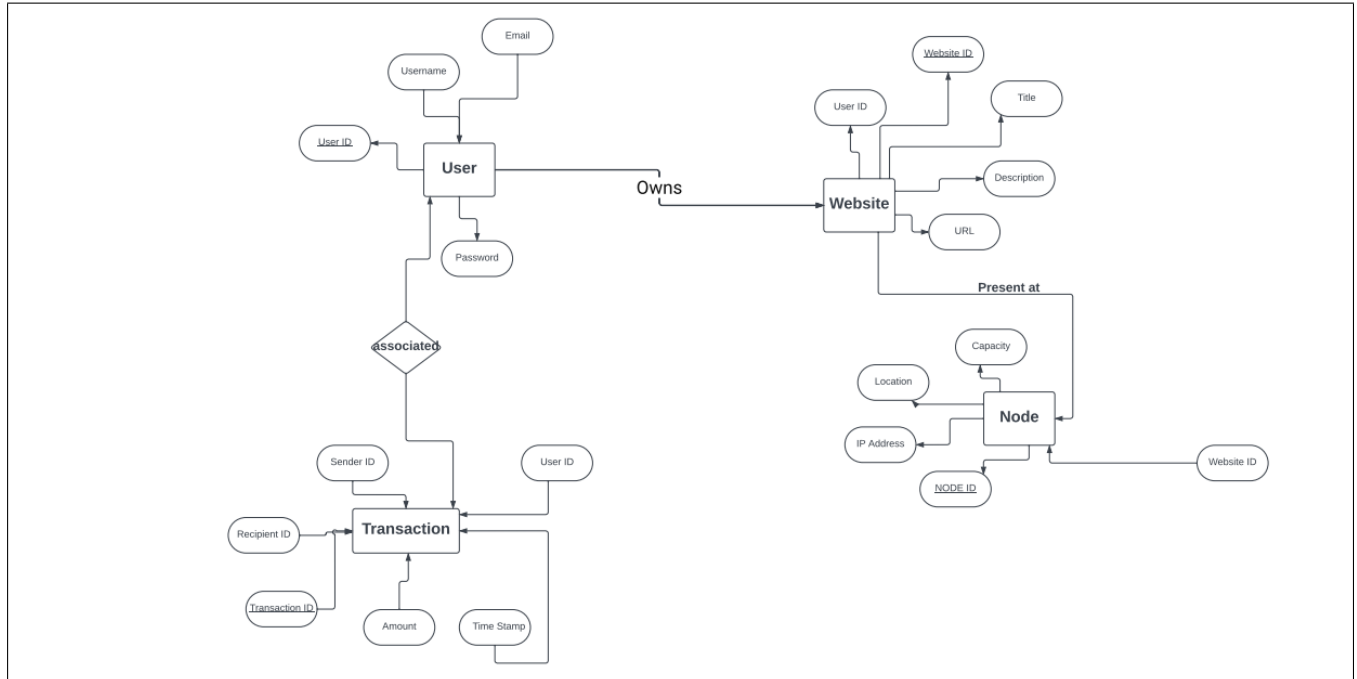 Email
Username
User ID
User
Password
Owns
Website ID
Title
User ID
Description
Website
URL
Present at
associated
Capacity
Location
Node
IP Address
NODE ID
Website ID
Sender ID
User ID
Recipient ID
Transaction
Transaction ID
Amount
Time Stamp